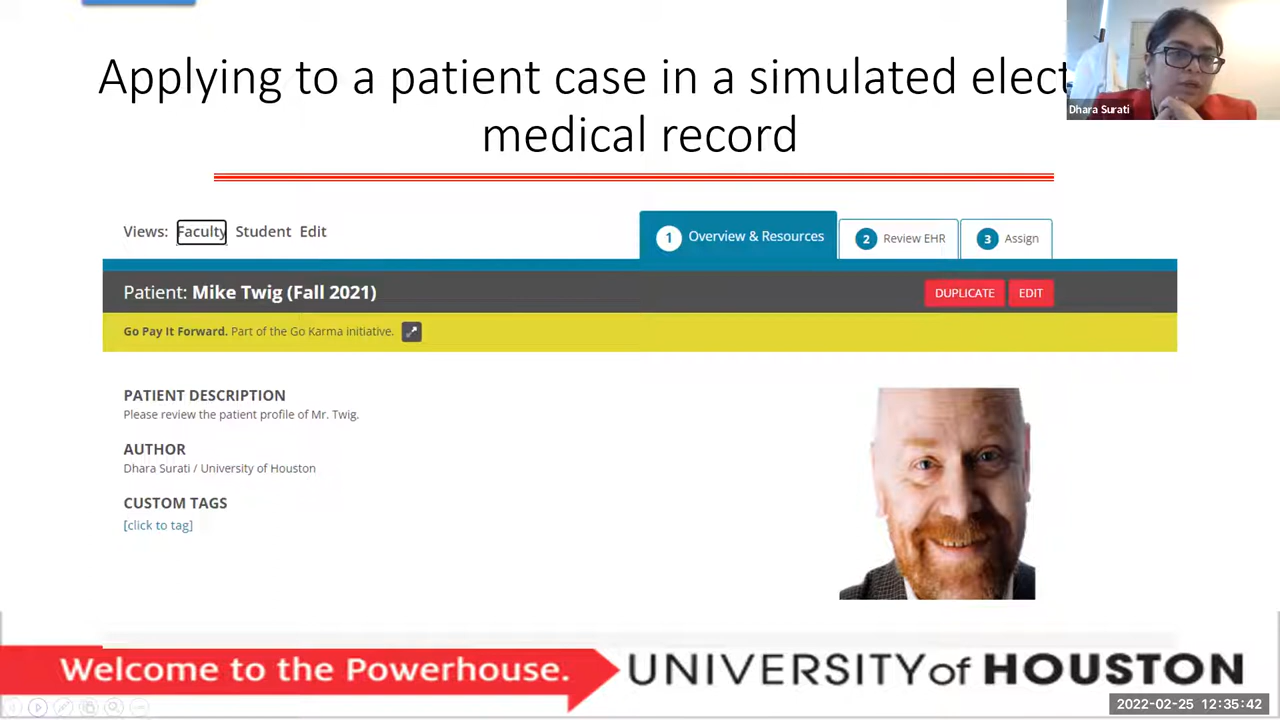 Applying to a patient case in a simulated elect
medical record
Dhara Surati
Views: Faculty Student Edit
1 Overview & Resources 2 Review EHR 3 Assign
Patient: Mike Twig (Fall 2021) DUPLICATE EDIT
Go Pay It Forward. Part of the Go Karma initiative.
PATIENT DESCRIPTION
Please review the patient profile of Mr. Twig.
AUTHOR
Dhara Surati / University of Houston
CUSTOM TAGS
[click to tag]
Welcome to the Powerhouse. UNIVERSITY of HOUSTON
2022-02-25 12:35:42